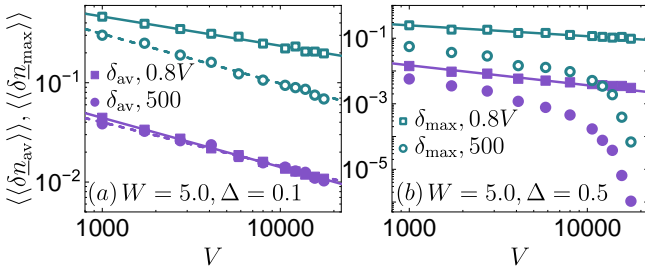 ⟨⟨δn_av⟩⟩, ⟨⟨δn_max⟩⟩
10⁻¹
10⁻²
δ_av, 0.8V
δ_av, 500
(a) W = 5.0, Δ = 0.1
1000
10000
V
10⁻¹
10⁻³
10⁻⁵
δ_max, 0.8V
δ_max, 500
(b) W = 5.0, Δ = 0.5
1000
10000
V